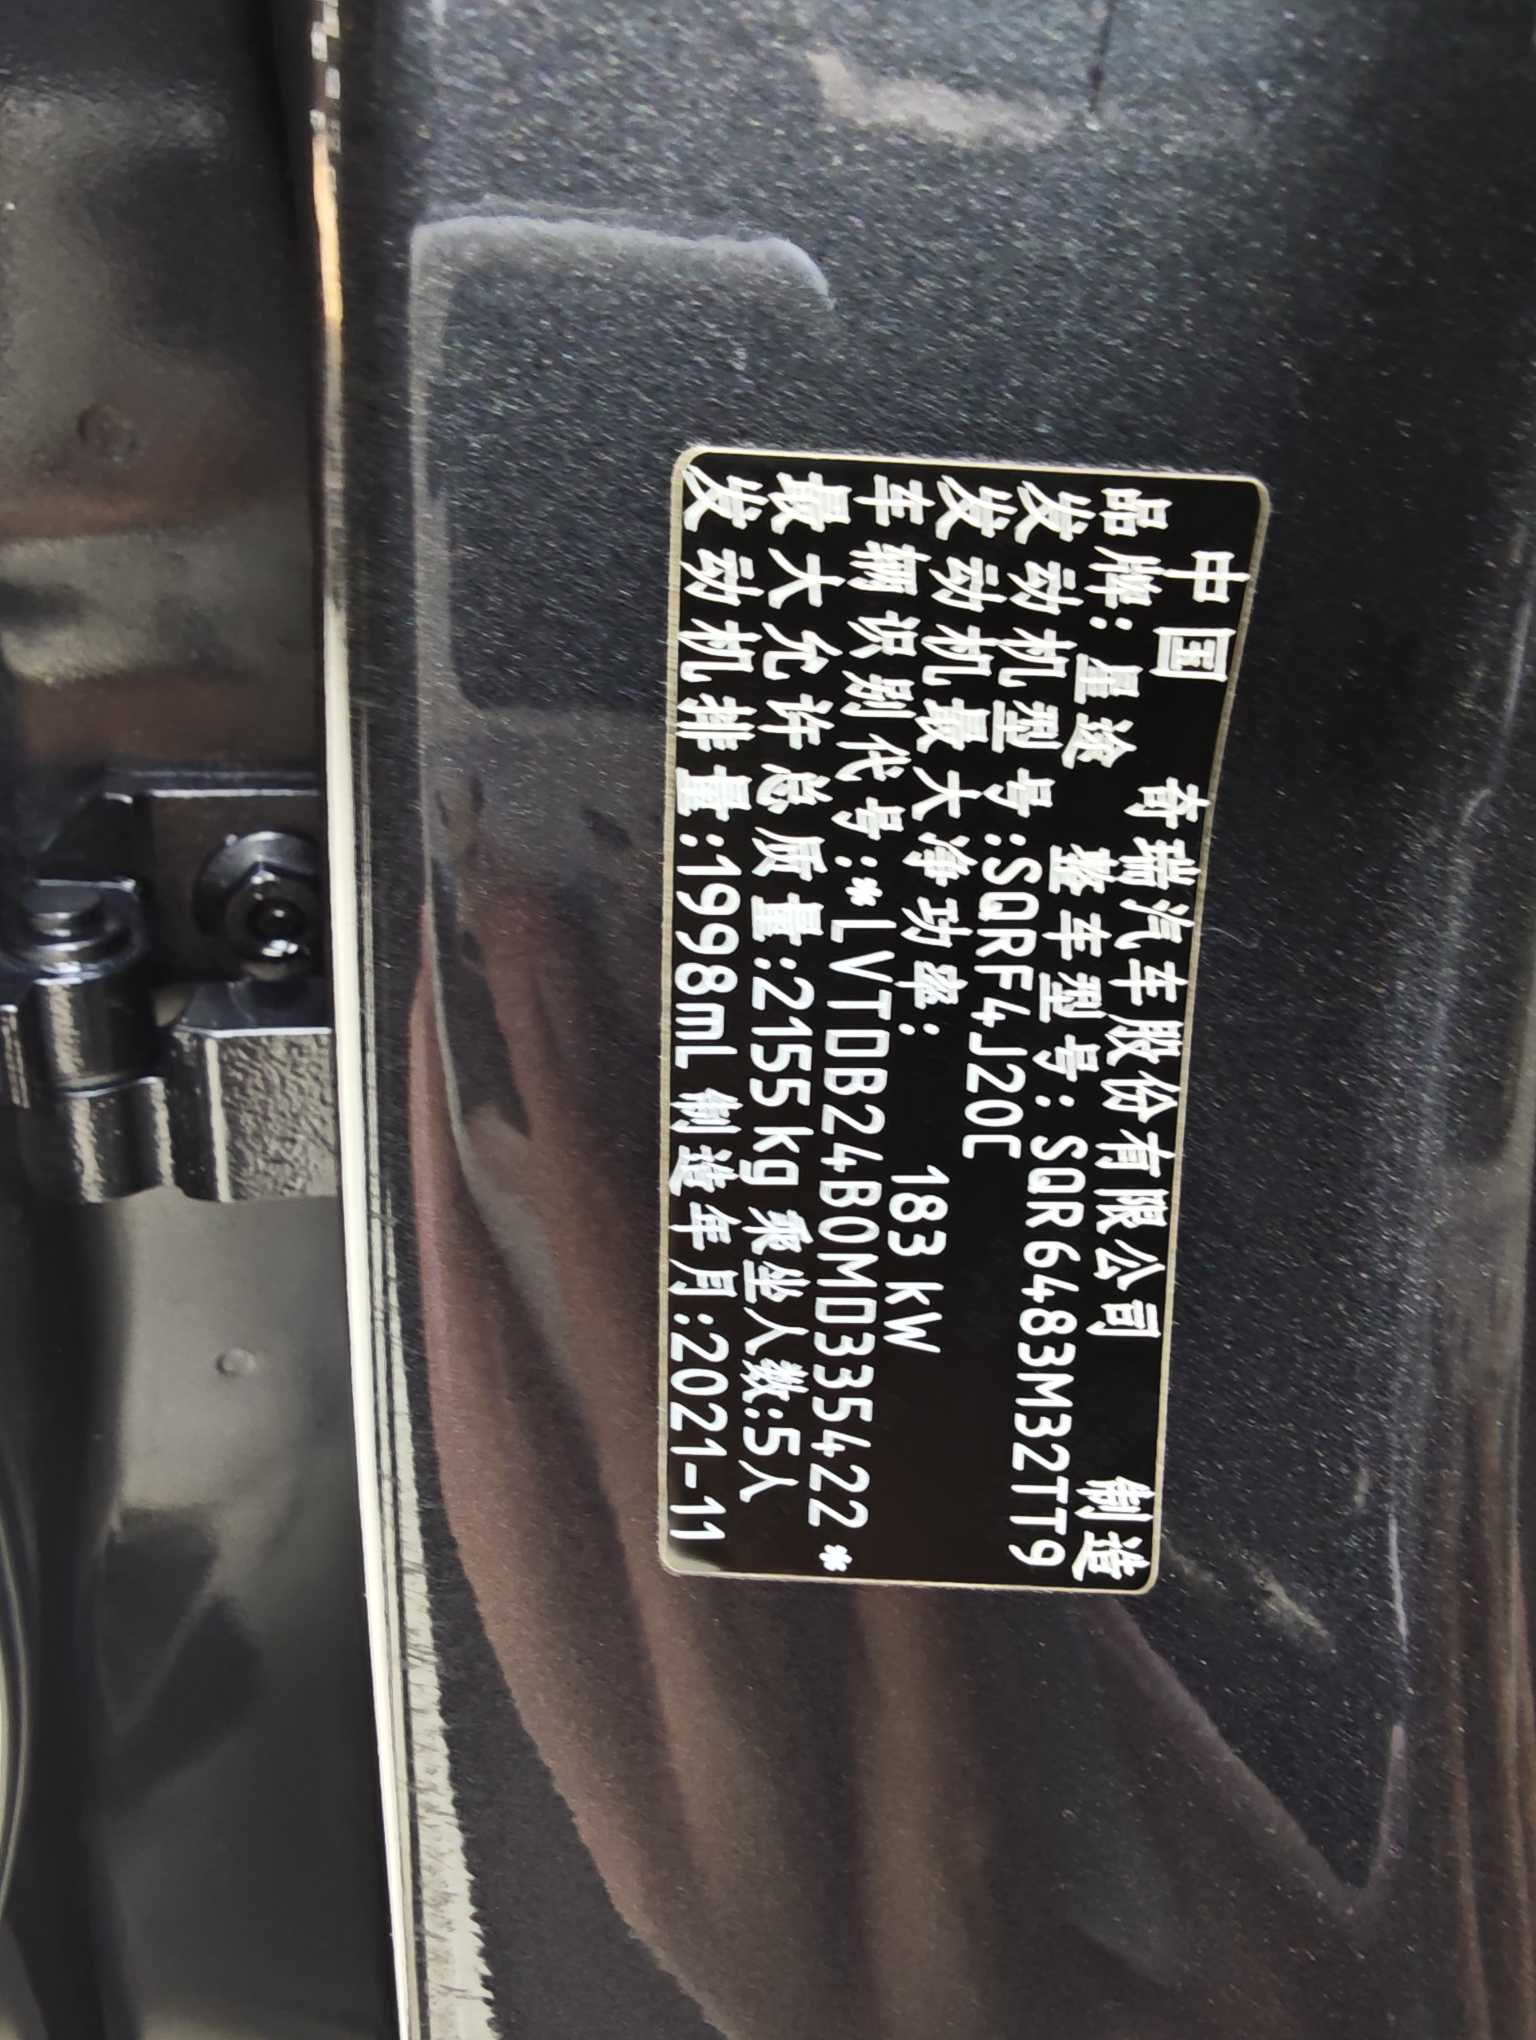 中国 奇瑞汽车股份有限公司 制造
品牌:星途 整车型号:SQR6483M32TT9
发动机型号:SQRF4J20C
发动机最大净功率: 183 kW
车辆识别代号:*LVTDB24B0MD335422*
最大允许总质量:2155kg 乘坐人数:5人
发动机排量:1998mL 制造年月:2021-11